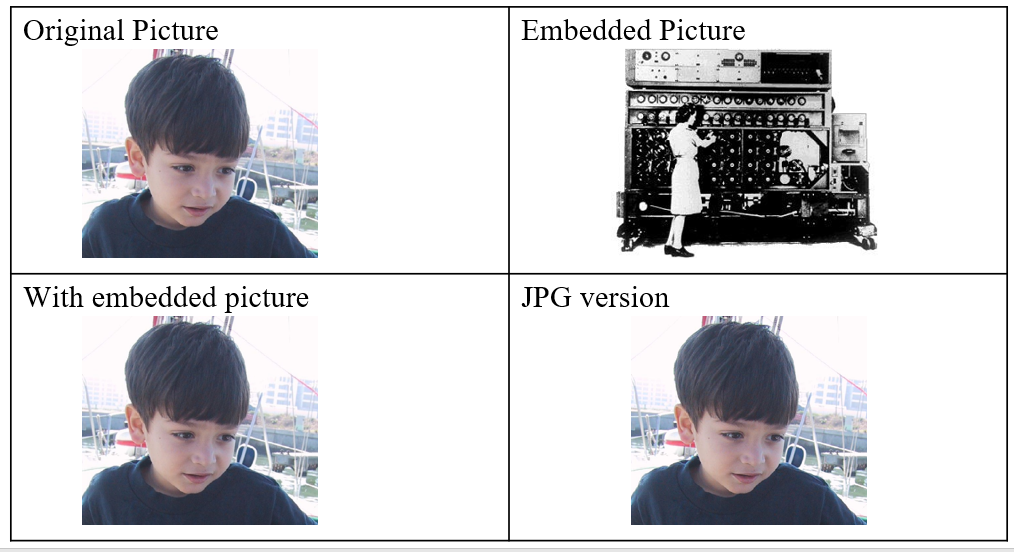 Original Picture
Embedded Picture
With embedded picture
JPG version